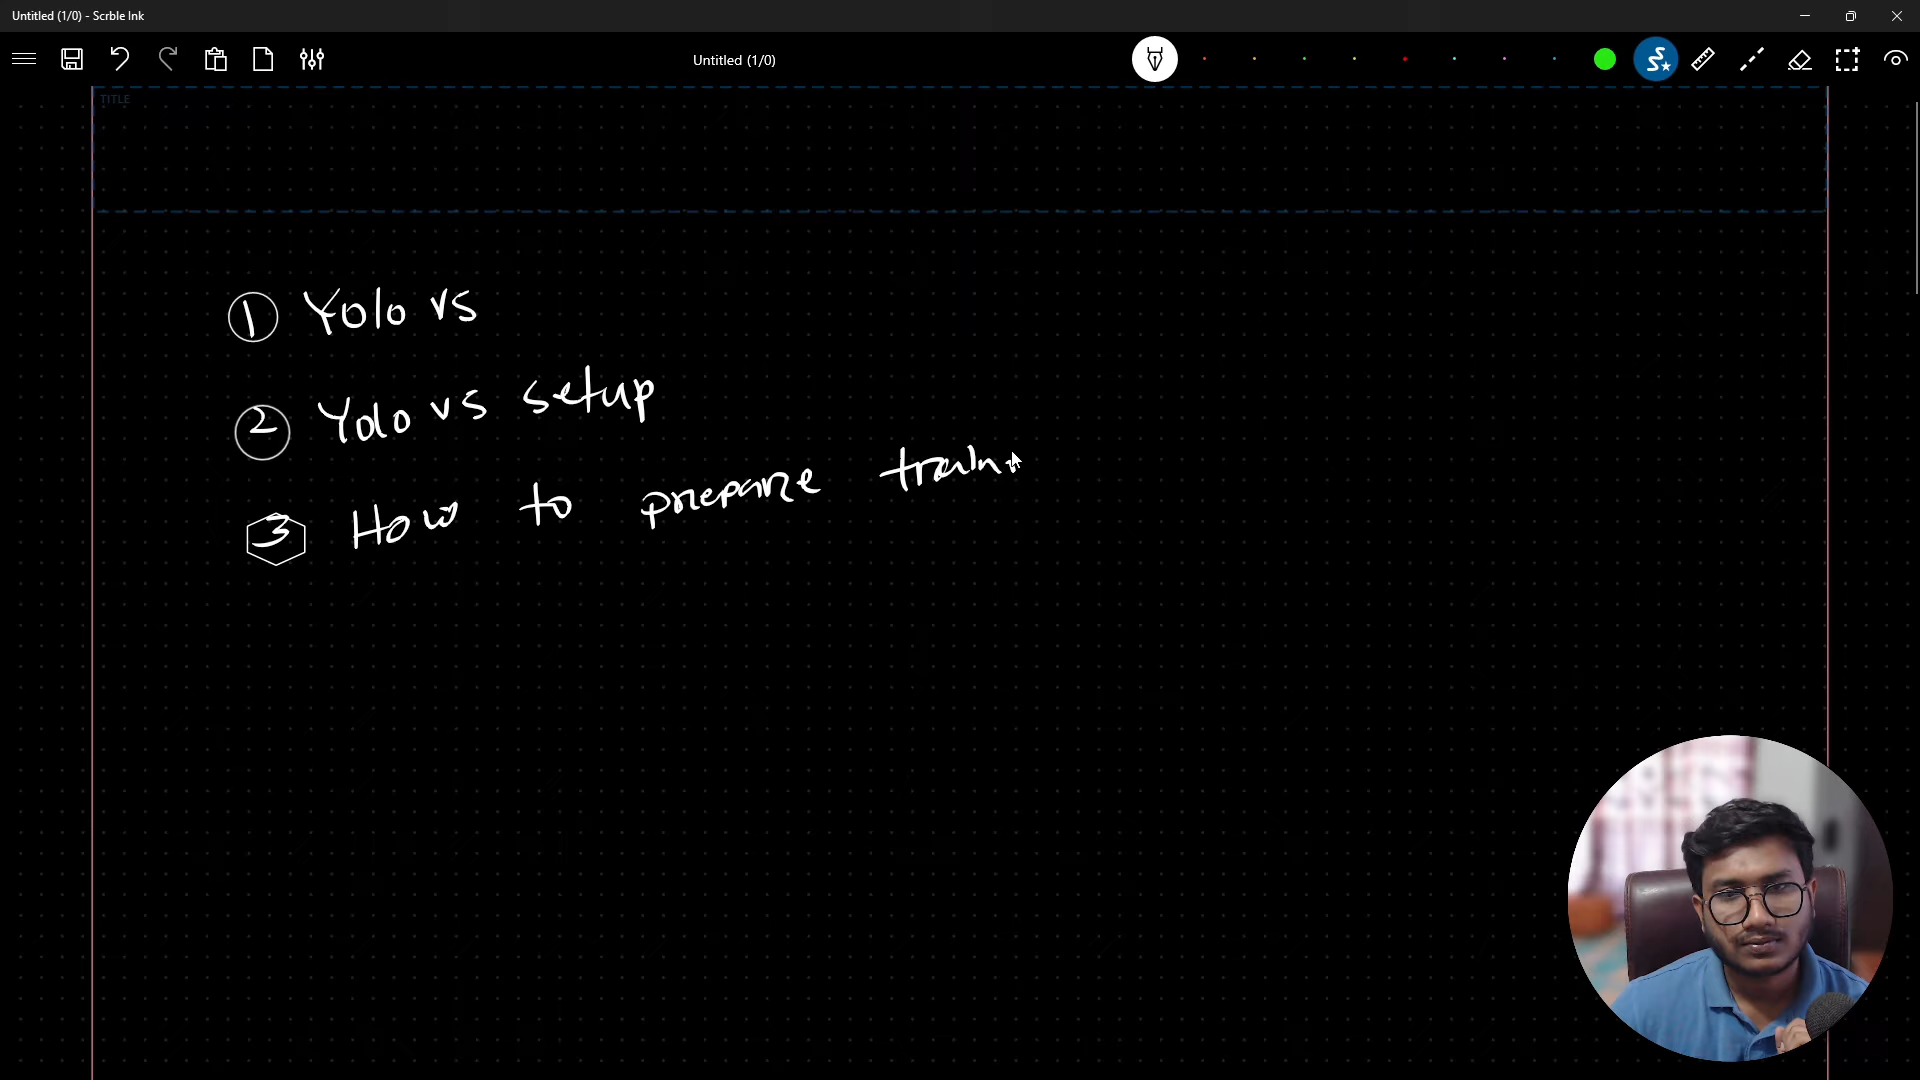 Untitled (1/0) - Scrble Ink
Untitled (1/0)
TITLE
1 Yolo vs
2 Yolo vs setup
3 How to prepare train